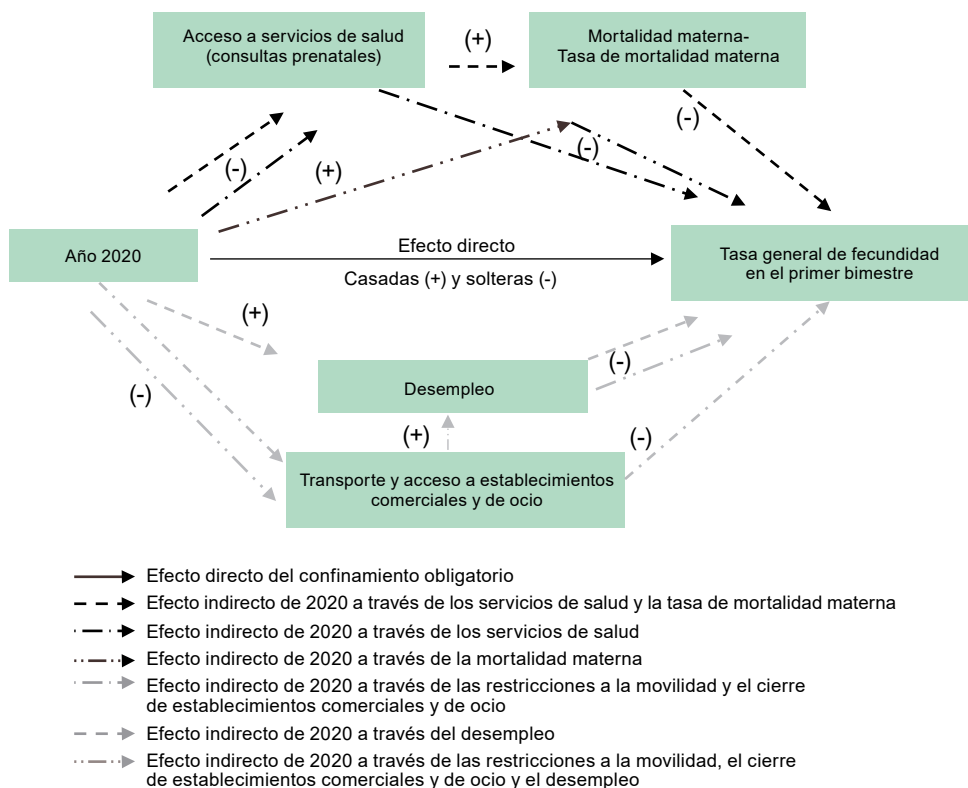 Acceso a servicios de salud
(consultas prenatales)
(+)
Mortalidad materna-
Tasa de mortalidad materna
(-)
(-)
(-)
(+)
Año 2020
Efecto directo
Casadas (+) y solteras (-)
Tasa general de fecundidad
en el primer bimestre
(+)
(-)
Desempleo
(-)
(+)
(-)
Transporte y acceso a establecimientos
comerciales y de ocio
Efecto directo del confinamiento obligatorio
Efecto indirecto de 2020 a través de los servicios de salud y la tasa de mortalidad materna
Efecto indirecto de 2020 a través de los servicios de salud
Efecto indirecto de 2020 a través de la mortalidad materna
Efecto indirecto de 2020 a través de las restricciones a la movilidad y el cierre
de establecimientos comerciales y de ocio
Efecto indirecto de 2020 a través del desempleo
Efecto indirecto de 2020 a través de las restricciones a la movilidad, el cierre
de establecimientos comerciales y de ocio y el desempleo